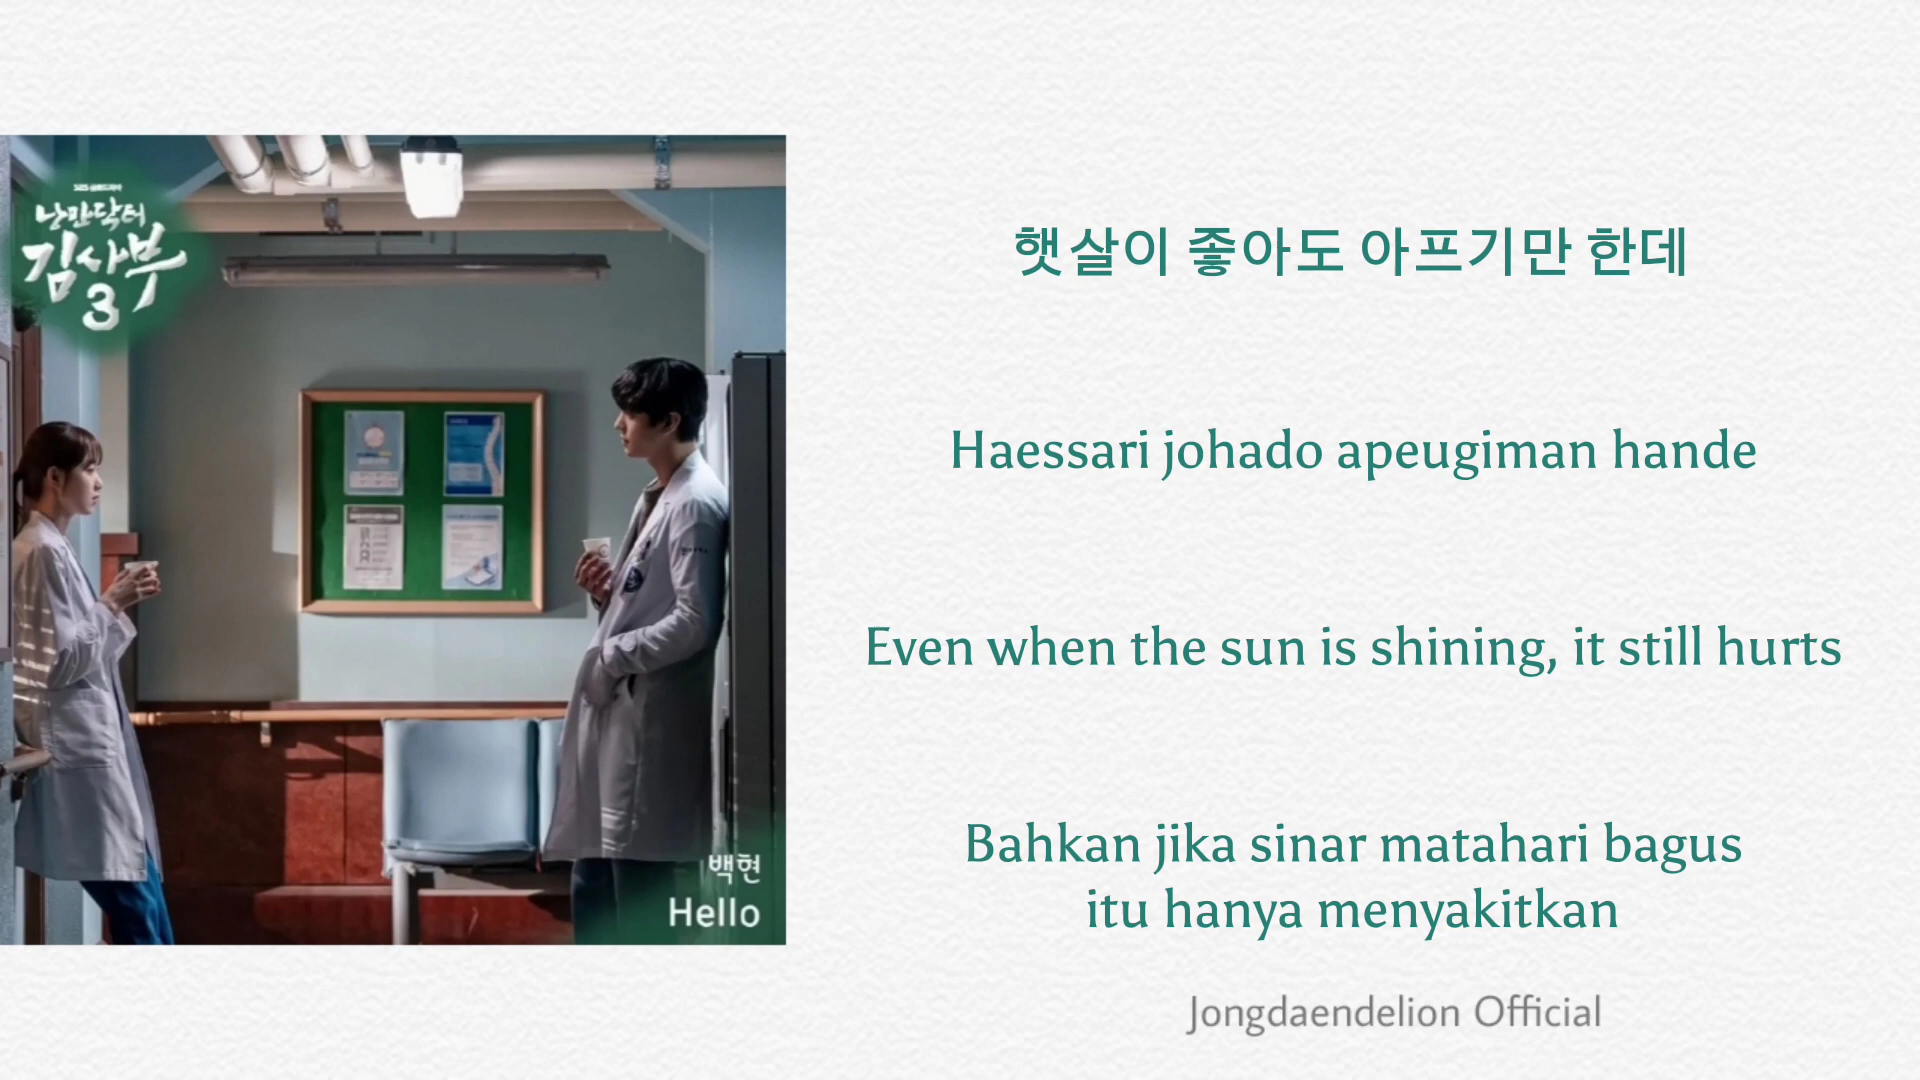 SBS 금토드라마
낭만닥터
김사부
3
백현
Hello
햇살이 좋아도 아프기만 한데
Haessari johado apeugiman hande
Even when the sun is shining, it still hurts
Bahkan jika sinar matahari bagus
itu hanya menyakitkan
Jongdaendelion Official